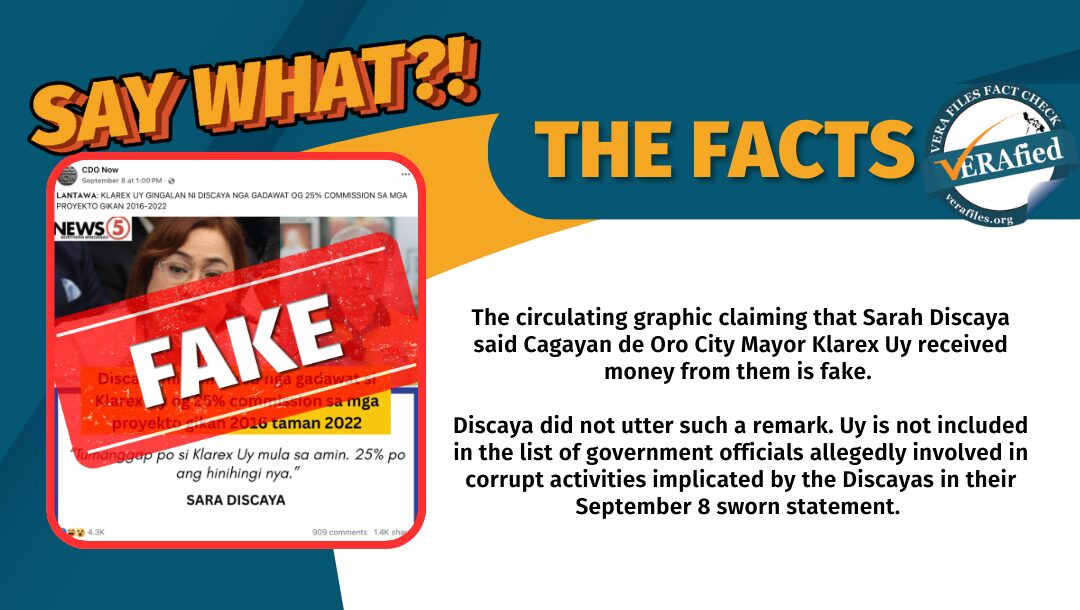 SAY WHAT?!
THE FACTS
VERA FILES FACT CHECK
VERAfied
verafiles.org
CDO Now
September 8 at 1:00 PM ·
LANTAWA: KLAREX UY GINGALAN NI DISCAYA NGA GADAWAT OG 25% COMMISSION SA MGA
PROYEKTO GIKAN 2016-2022
NEWS 5
NORTHERN MINDANAO
FAKE
nga gadawat si
Klarex Uy og 25% commission sa mga
proyekto gikan 2016 taman 2022
"Tumanggap po si Klarex Uy mula sa amin. 25% po
ang hinihingi nya."
SARA DISCAYA
4.3K
909 comments 1.4K
The circulating graphic claiming that Sarah Discaya
said Cagayan de Oro City Mayor Klarex Uy received
money from them is fake.
Discaya did not utter such a remark. Uy is not included
in the list of government officials allegedly involved in
corrupt activities implicated by the Discayas in their
September 8 sworn statement.